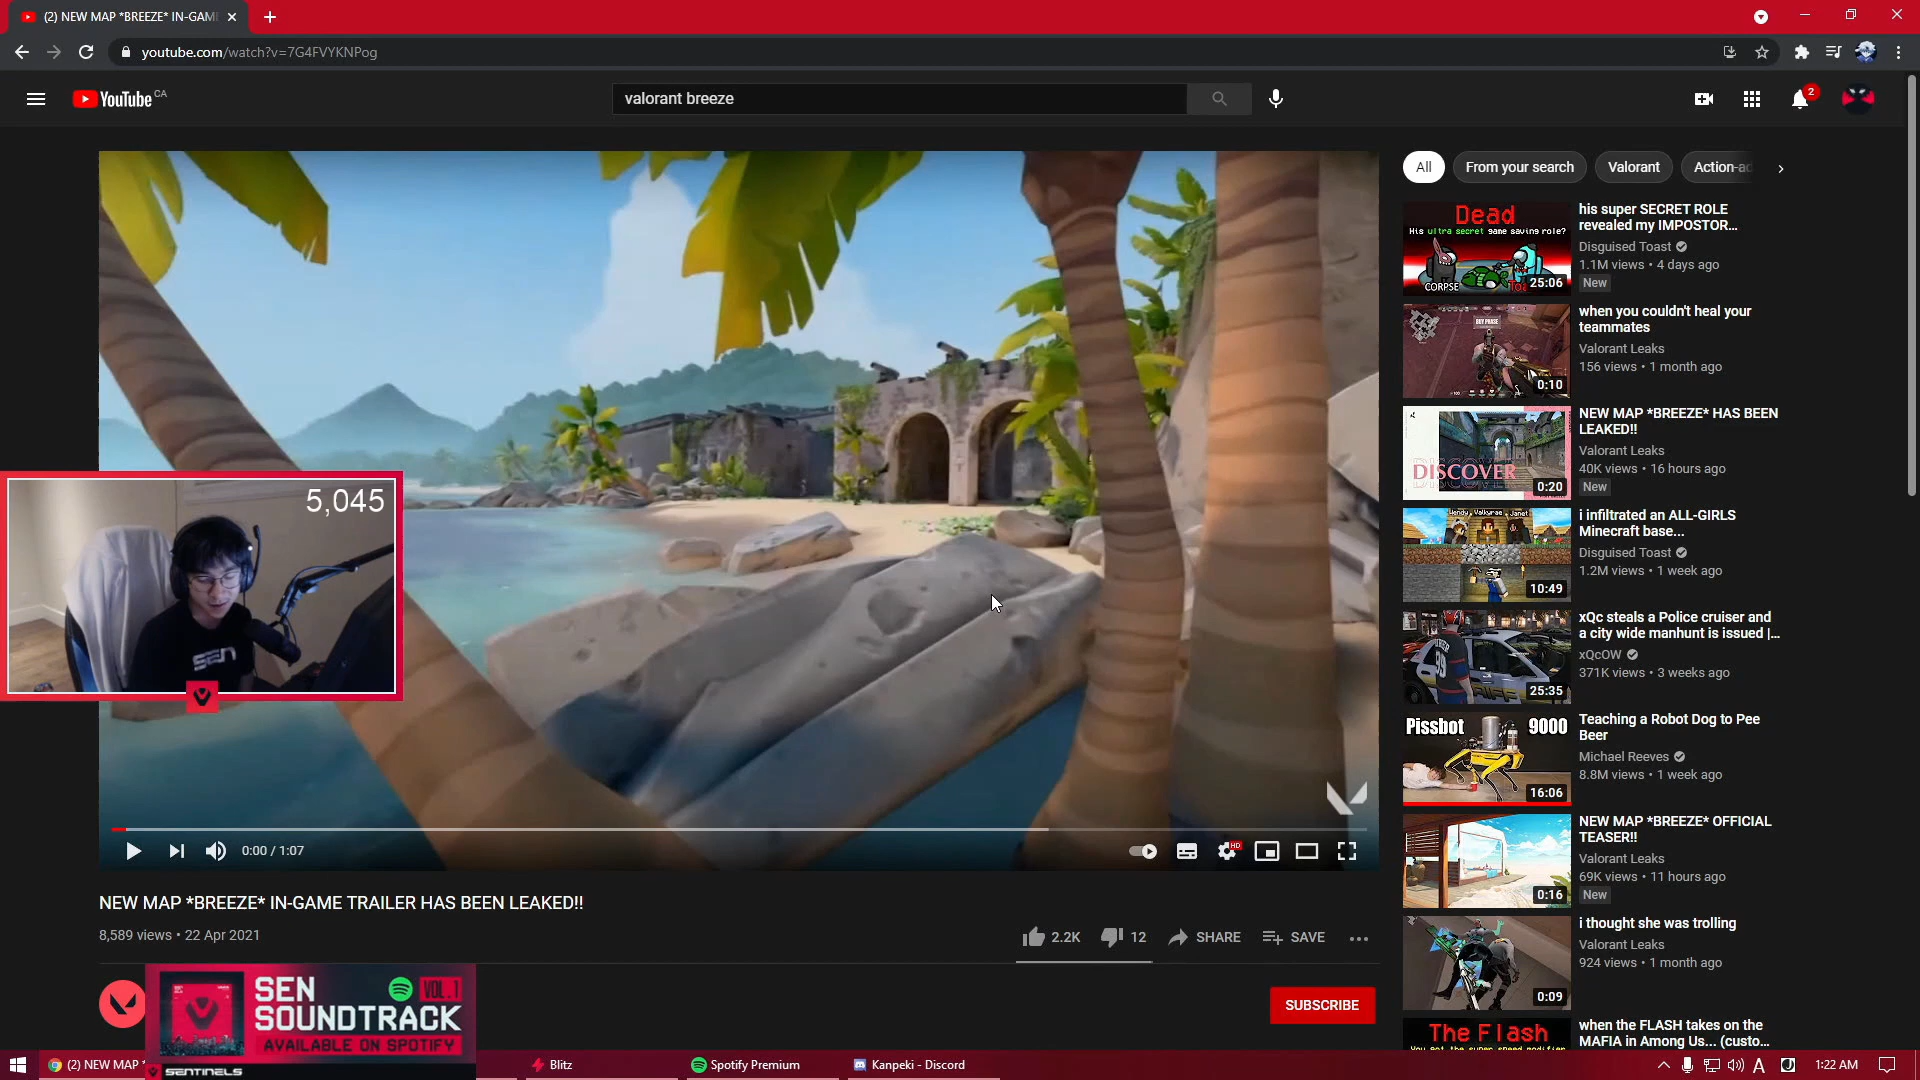 (2) NEW MAP *BREEZE* IN-GAM
youtube.com/watch?v=7G4FVYKNPog
YouTube CA
valorant breeze
2
All
From your search
Valorant
Action-ad
Dead
His ultra secret game saving role?
CORPSE
25:06
his super SECRET ROLE
revealed my IMPOSTOR...
Disguised Toast
1.1M views • 4 days ago
New
BUY PHASE
0:10
when you couldn't heal your
teammates
Valorant Leaks
156 views • 1 month ago
DISCOVER
0:20
NEW MAP *BREEZE* HAS BEEN
LEAKED!!
Valorant Leaks
40K views • 16 hours ago
New
Wendy Valkyrae Janet
10:49
i infiltrated an ALL-GIRLS
Minecraft base...
Disguised Toast
1.2M views • 1 week ago
25:35
xQc steals a Police cruiser and
a city wide manhunt is issued |...
xQcOW
371K views • 3 weeks ago
Pissbot 9000
16:06
Teaching a Robot Dog to Pee
Beer
Michael Reeves
8.8M views • 1 week ago
0:16
NEW MAP *BREEZE* OFFICIAL
TEASER!!
Valorant Leaks
69K views • 11 hours ago
New
0:09
i thought she was trolling
Valorant Leaks
924 views • 1 month ago
The Flash
when the FLASH takes on the
MAFIA in Among Us... (custo...
5,045
SEN
0:00 / 1:07
HD
NEW MAP *BREEZE* IN-GAME TRAILER HAS BEEN LEAKED!!
8,589 views • 22 Apr 2021
2.2K
12
SHARE
SAVE
SUBSCRIBE
SEN VOL.1
SOUNDTRACK
AVAILABLE ON SPOTIFY
SENTINELS
(2) NEW MAP *
Blitz
Spotify Premium
Kanpeki - Discord
A
1:22 AM